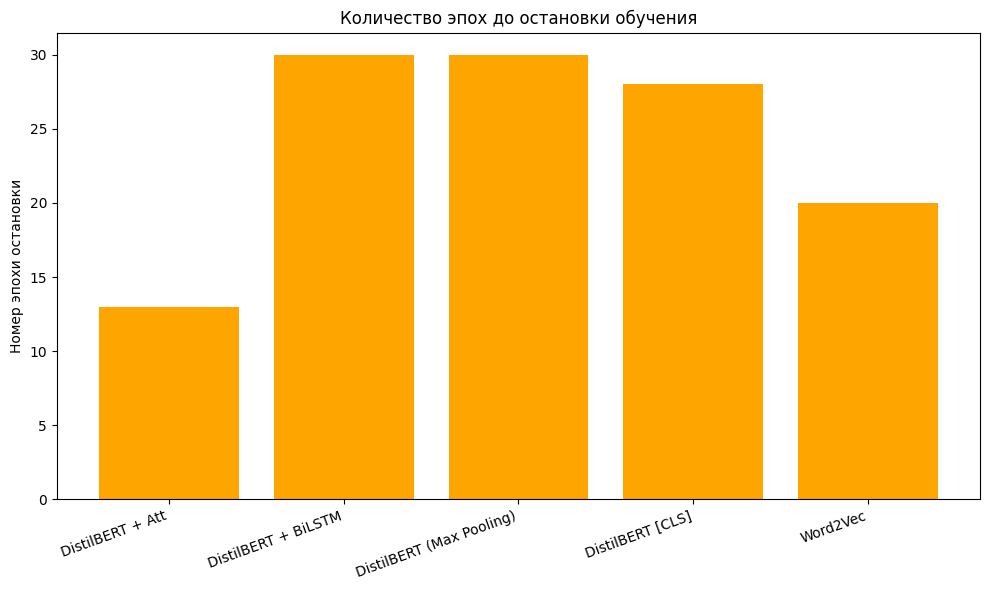 Количество эпох до остановки обучения
Номер эпохи остановки
30
25
20
15
10
5
0
DistilBERT + Att
DistilBERT + BiLSTM
DistilBERT (Max Pooling)
DistilBERT [CLS]
Word2Vec